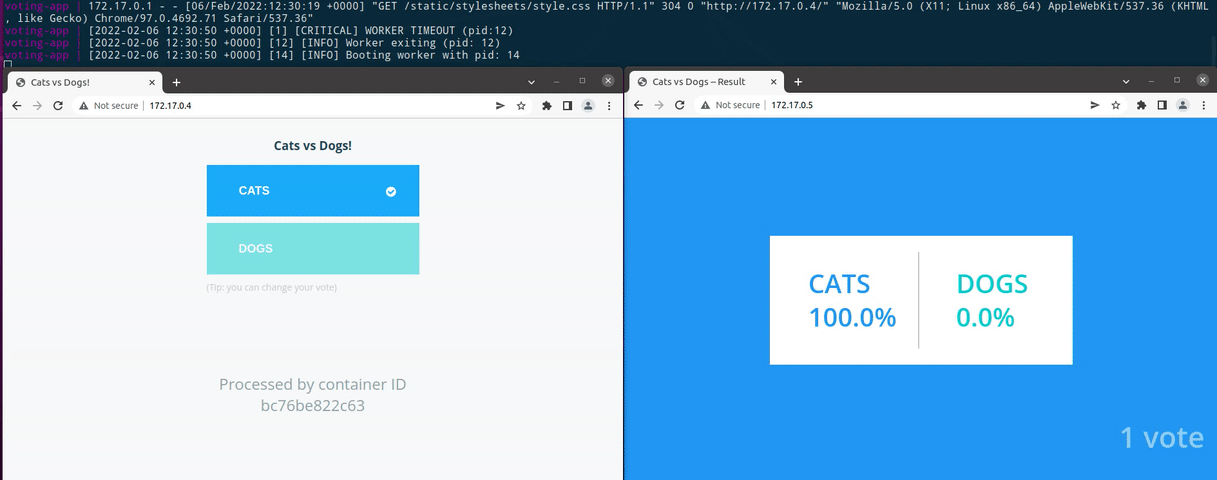 voting-app | 172.17.0.1 - - [06/Feb/2022:12:30:19 +0000] "GET /static/stylesheets/style.css HTTP/1.1" 304 0 "http://172.17.0.4/" "Mozilla/5.0 (X11; Linux x86_64) AppleWebKit/537.36 (KHTML
, like Gecko) Chrome/97.0.4692.71 Safari/537.36"
voting-app | [2022-02-06 12:30:50 +0000] [1] [CRITICAL] WORKER TIMEOUT (pid:12)
voting-app | [2022-02-06 12:30:50 +0000] [12] [INFO] Worker exiting (pid: 12)
voting-app | [2022-02-06 12:30:50 +0000] [14] [INFO] Booting worker with pid: 14
Cats vs Dogs!
Not secure | 172.17.0.4
Cats vs Dogs!
CATS
DOGS
(Tip: you can change your vote)
Processed by container ID
bc76be822c63
Cats vs Dogs – Result
Not secure | 172.17.0.5
CATS
100.0%
DOGS
0.0%
1 vote